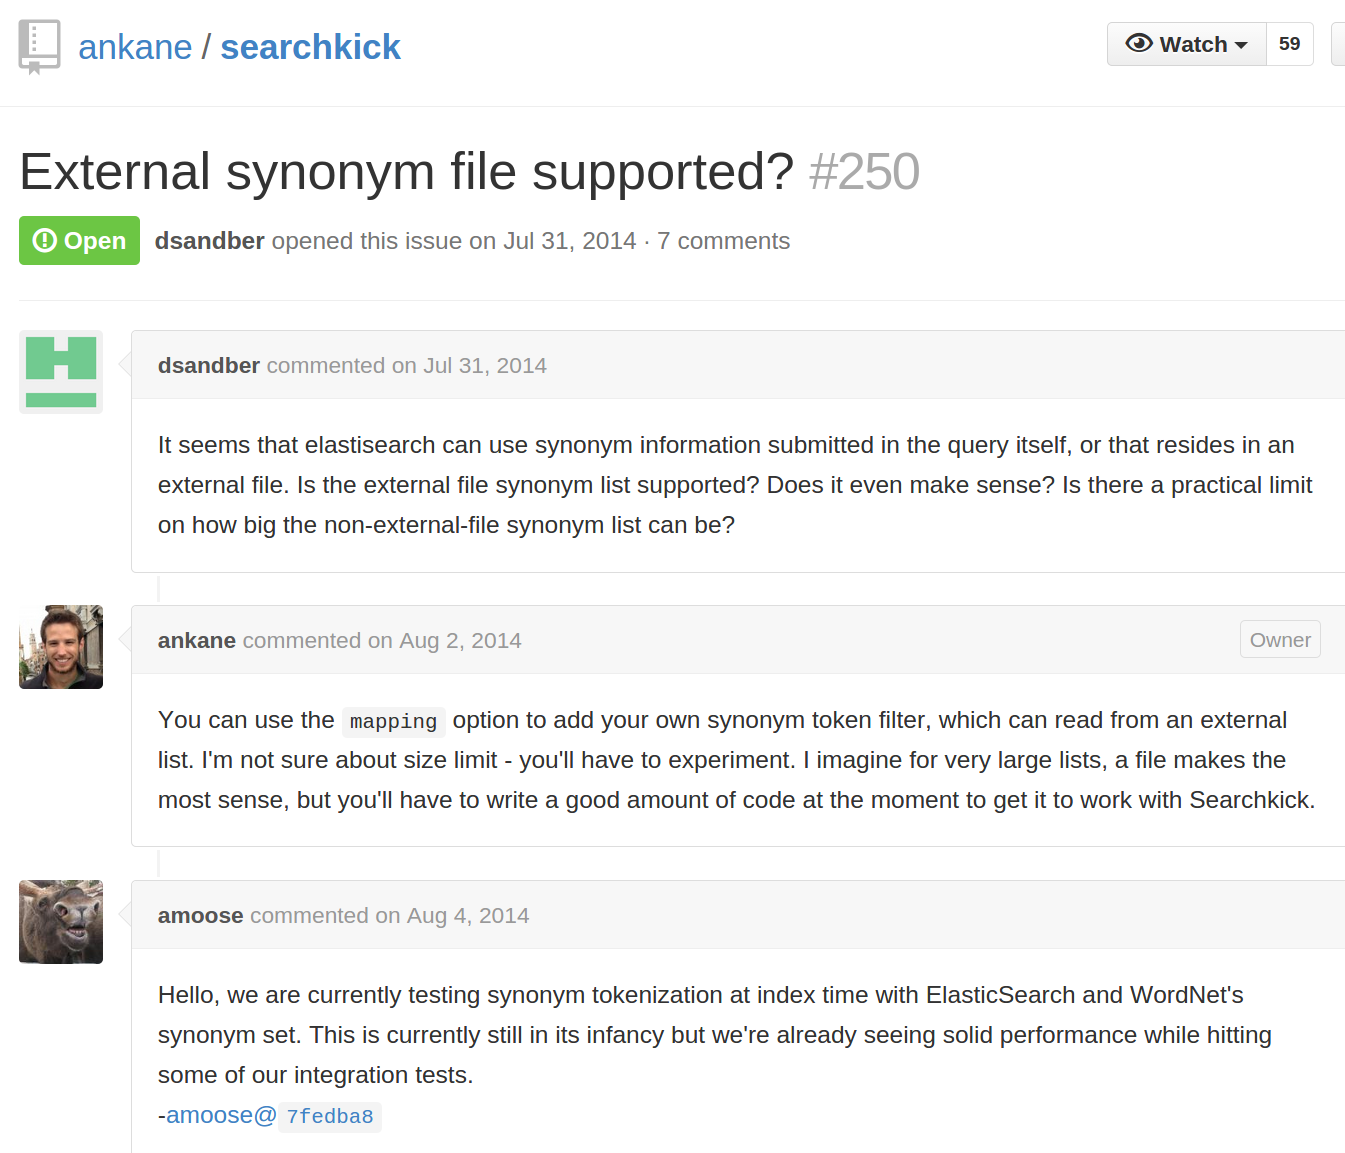 ankane / searchkick
Watch 59
External synonym file supported? #250
Open dsandber opened this issue on Jul 31, 2014 · 7 comments
dsandber commented on Jul 31, 2014
It seems that elastisearch can use synonym information submitted in the query itself, or that resides in an
external file. Is the external file synonym list supported? Does it even make sense? Is there a practical limit
on how big the non-external-file synonym list can be?
ankane commented on Aug 2, 2014 Owner
You can use the mapping option to add your own synonym token filter, which can read from an external
list. I'm not sure about size limit - you'll have to experiment. I imagine for very large lists, a file makes the
most sense, but you'll have to write a good amount of code at the moment to get it to work with Searchkick.
amoose commented on Aug 4, 2014
Hello, we are currently testing synonym tokenization at index time with ElasticSearch and WordNet's
synonym set. This is currently still in its infancy but we're already seeing solid performance while hitting
some of our integration tests.
-amoose@7fedba8